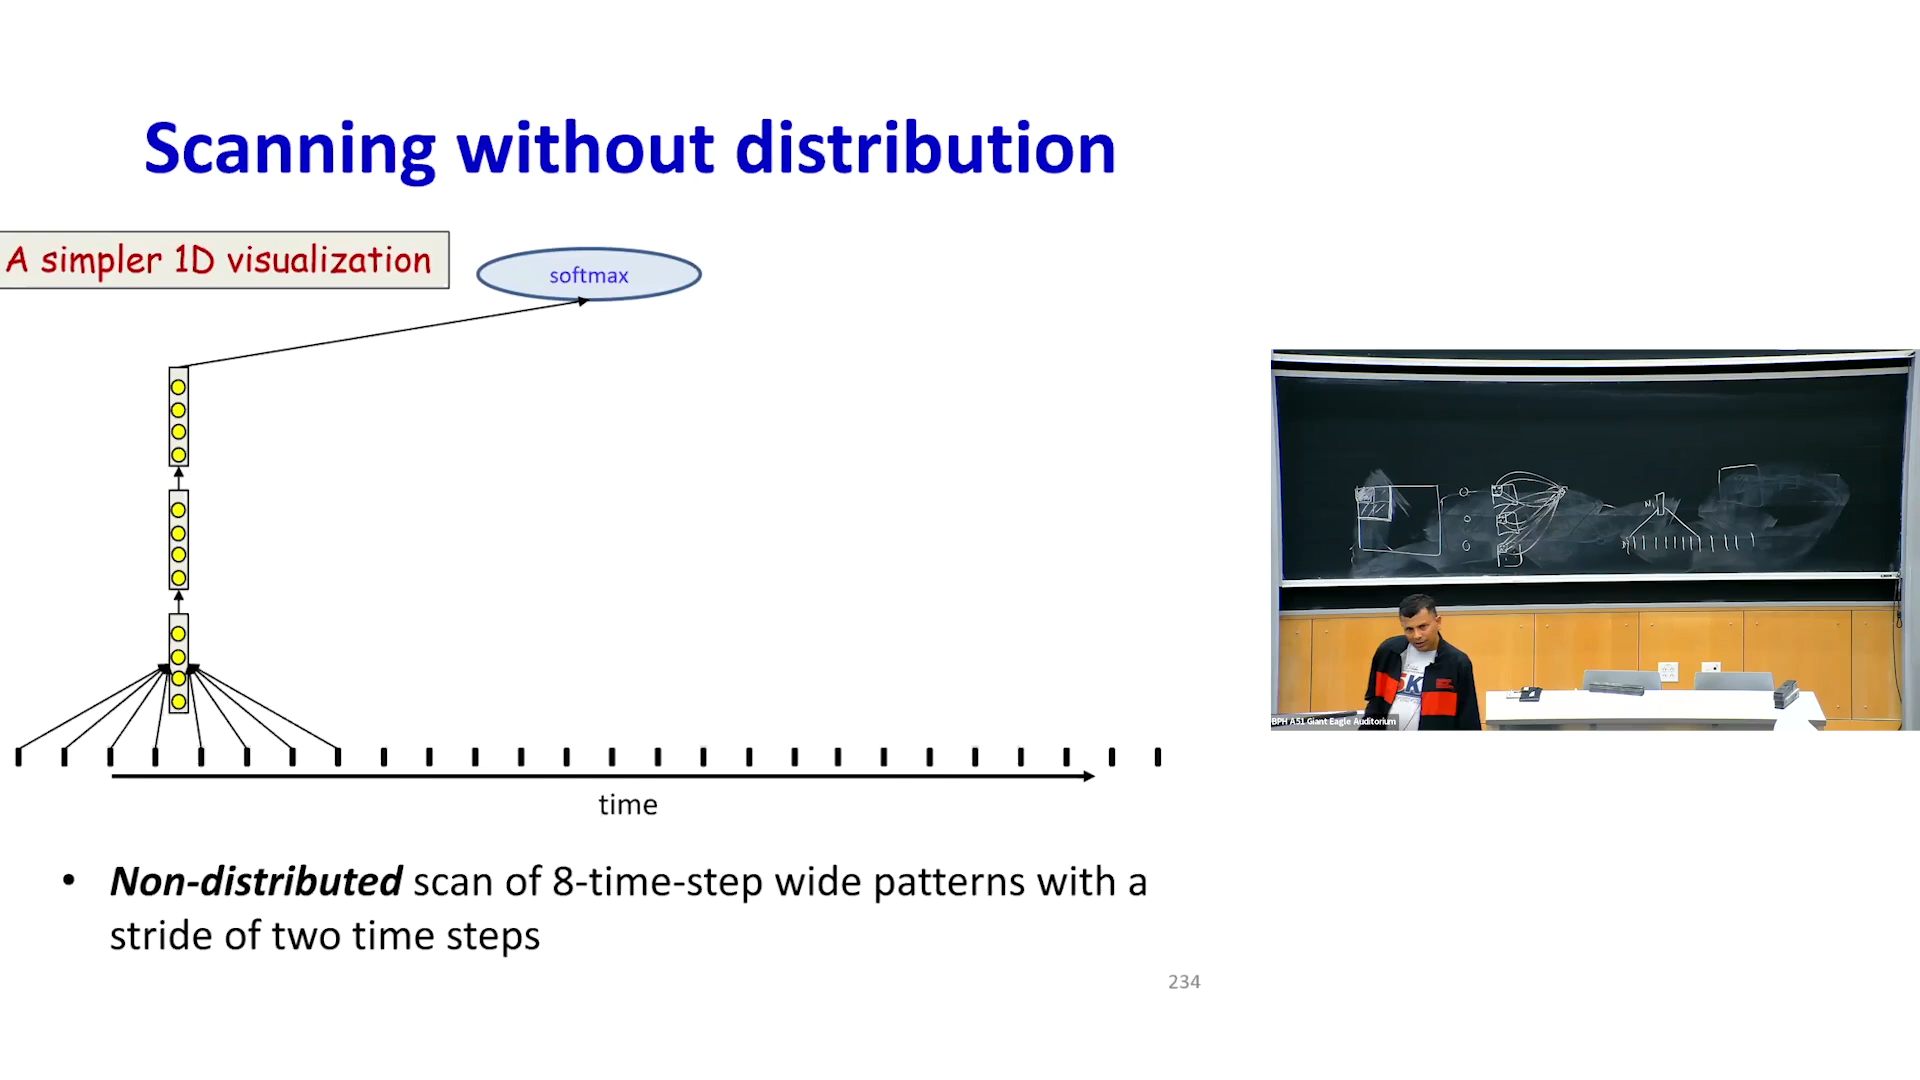 Scanning without distribution
A simpler 1D visualization
softmax
time
• Non-distributed scan of 8-time-step wide patterns with a
stride of two time steps
234
5K
BPH A51 Giant Eagle Auditorium